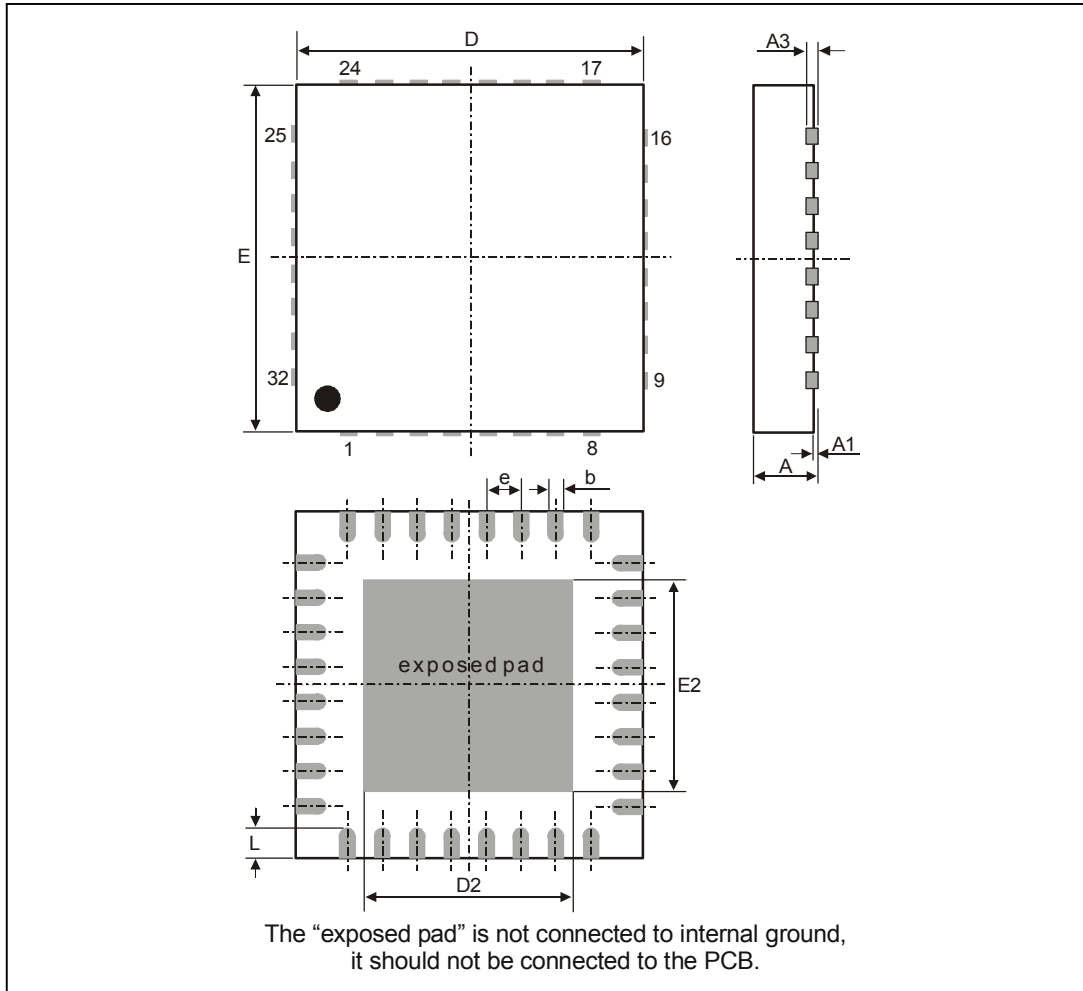 D
A3
24
17
25
16
E
32
9
1
8
A
A1
e
b
exposed pad
E2
L
D2
The “exposed pad” is not connected to internal ground,
it should not be connected to the PCB.